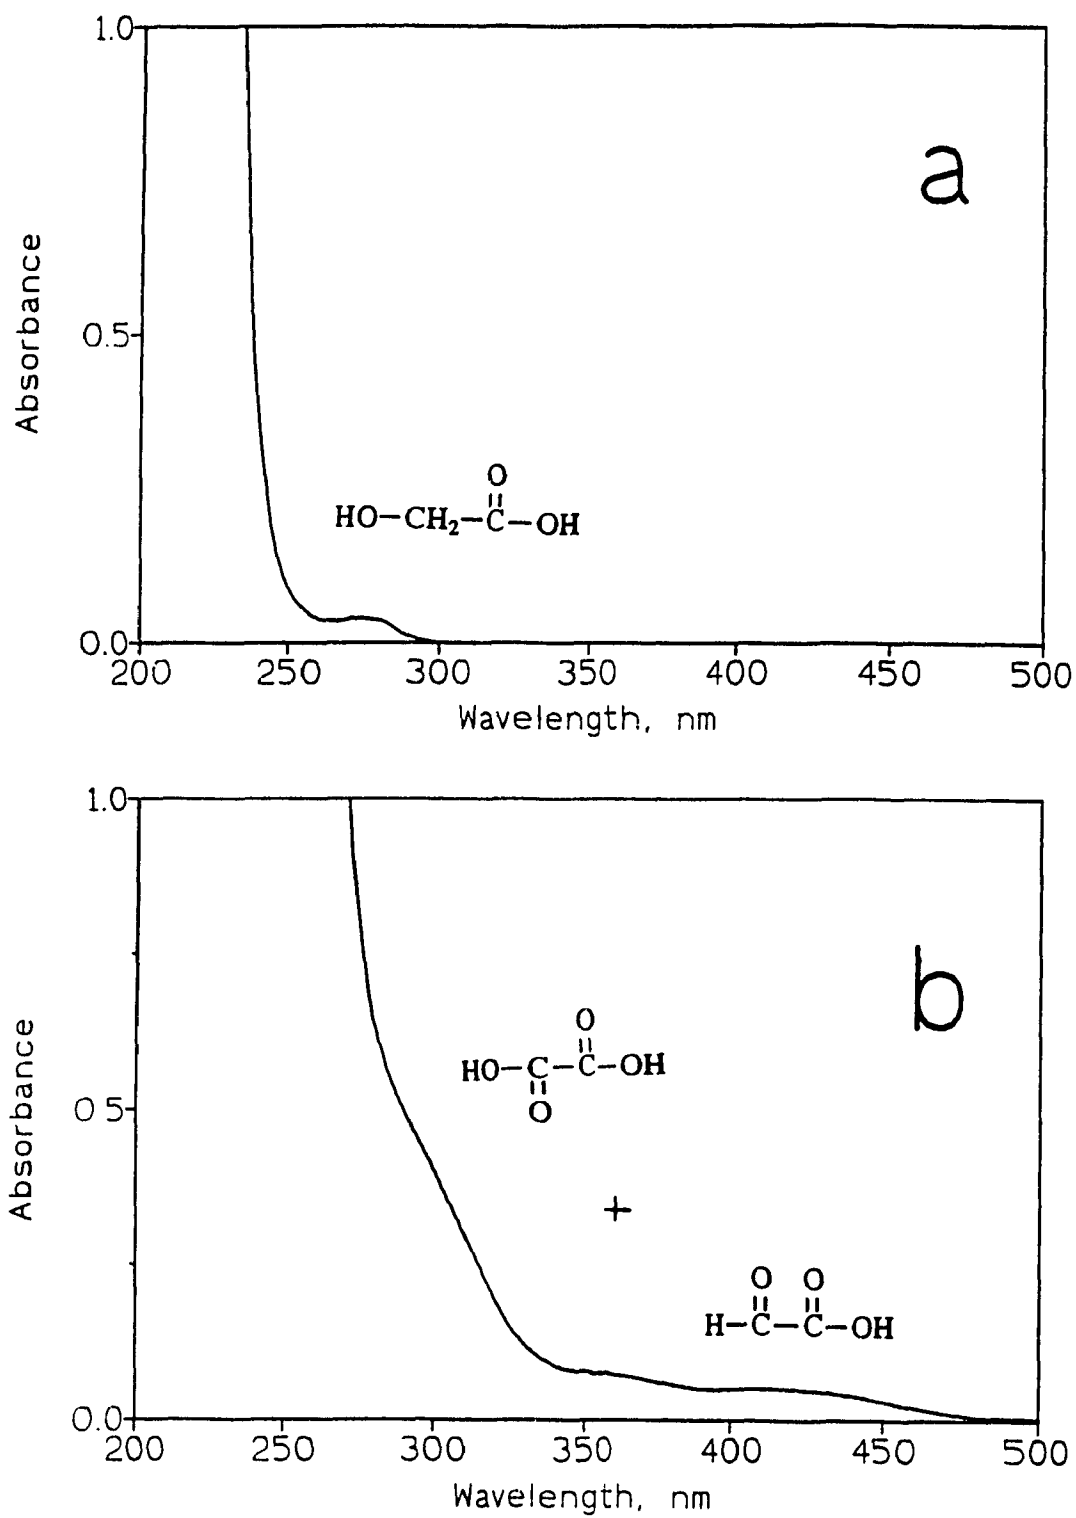 1.0
a
Absorbance
0.5
O
HO—CH₂—C—OH
0.0
200 250 300 350 400 450 500
Wavelength, nm
1.0
b
Absorbance
O
HO—C—C—OH
O
0 5
+
O O
H—C—C—OH
0.0
200 250 300 350 400 450 500
Wavelength, nm